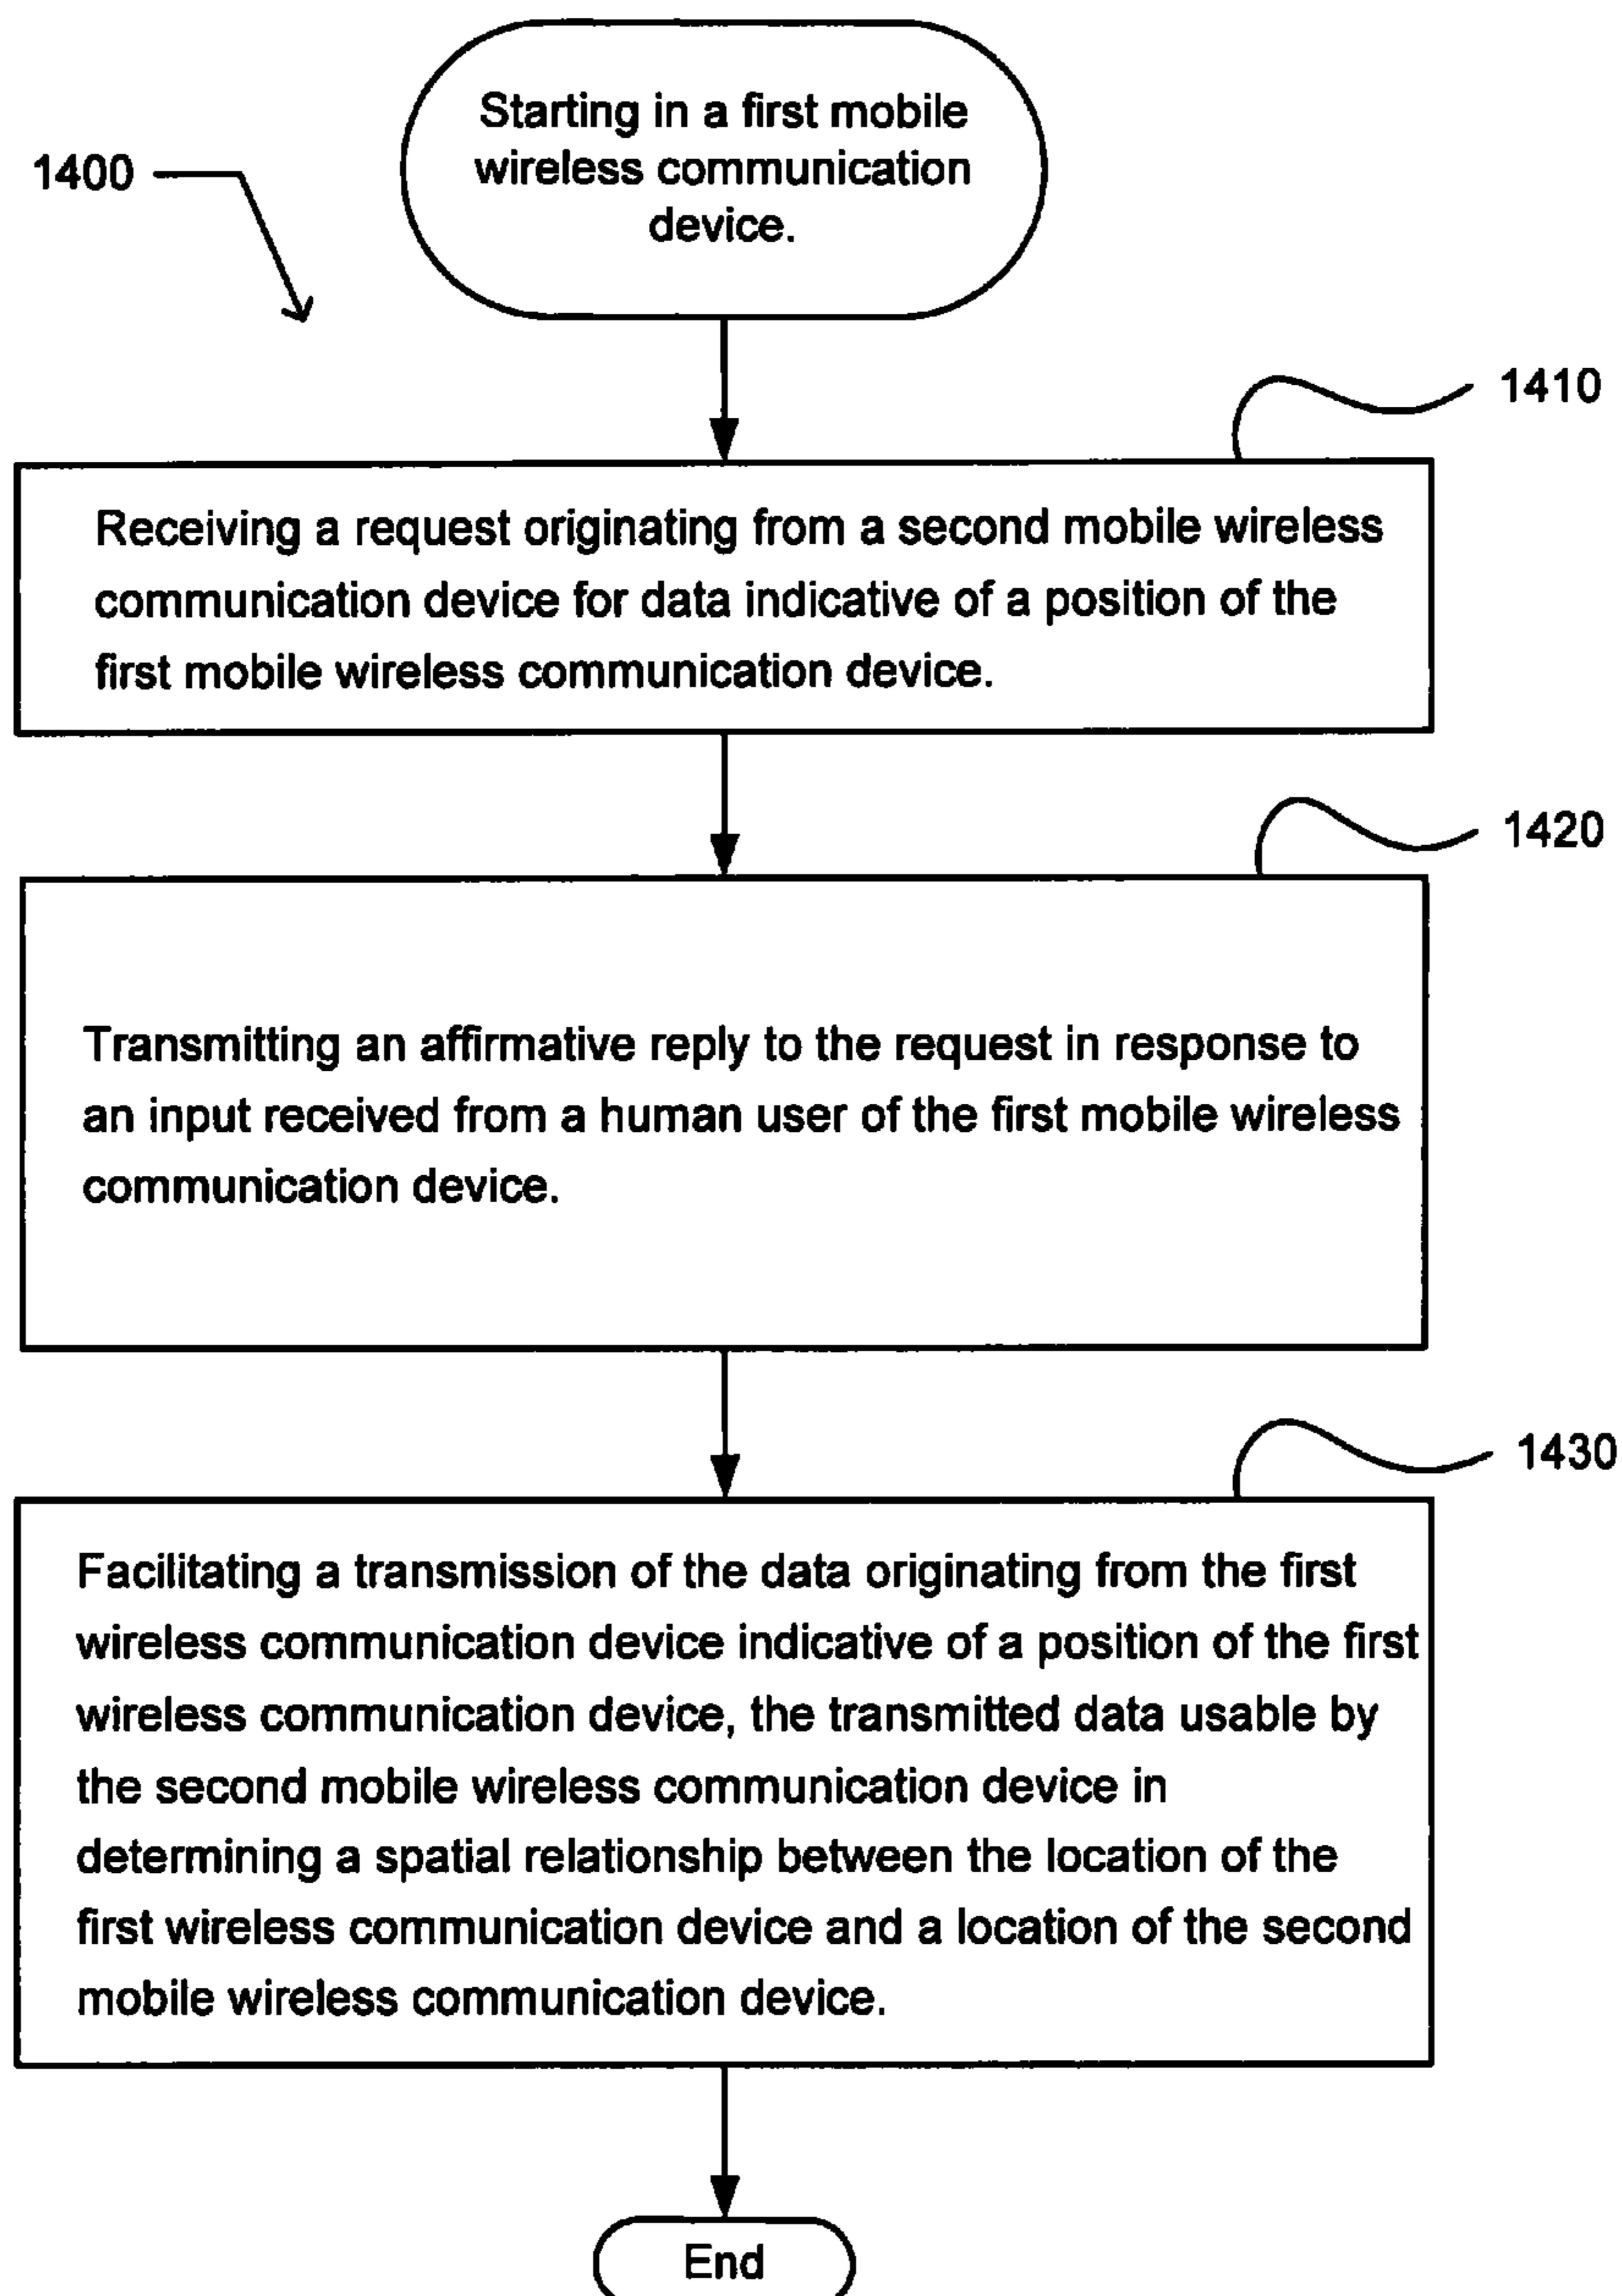 Starting in a first mobile
wireless communication
device.
1400
1410
Receiving a request originating from a second mobile wireless
communication device for data indicative of a position of the
first mobile wireless communication device.
1420
Transmitting an affirmative reply to the request in response to
an input received from a human user of the first mobile wireless
communication device.
1430
Facilitating a transmission of the data originating from the first
wireless communication device indicative of a position of the first
wireless communication device, the transmitted data usable by
the second mobile wireless communication device in
determining a spatial relationship between the location of the
first wireless communication device and a location of the second
mobile wireless communication device.
End